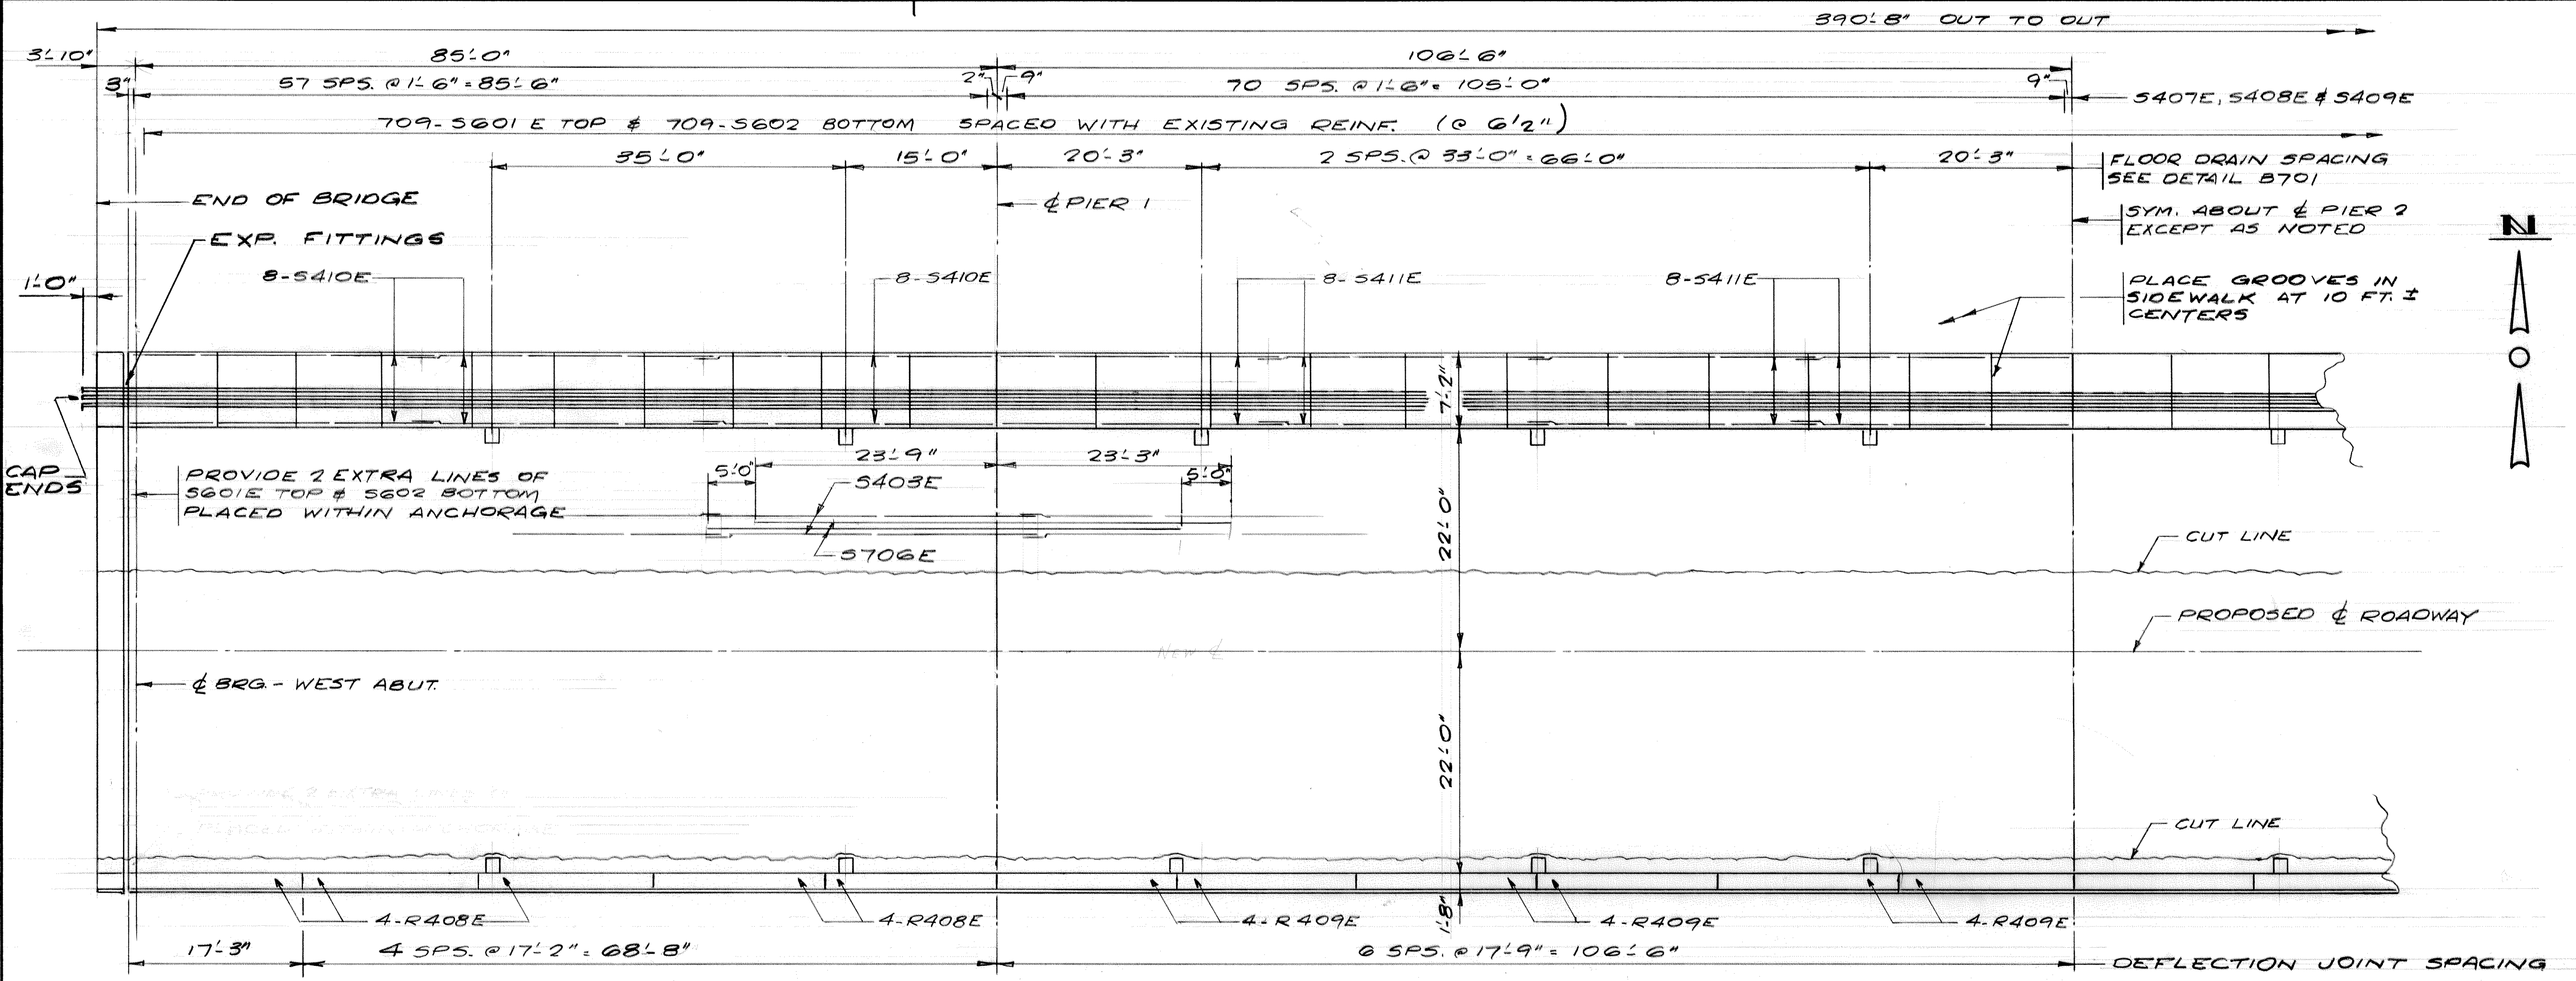 390'-8" OUT TO OUT
3'-10"
85'-0"
106'-6"
3"
57 SPS. @ 1'-6" = 85'-6"
2"
9"
70 SPS. @ 1'-6" = 105'-0"
9"
S407E, S408E & S409E
709-S601E TOP & 709-S602 BOTTOM SPACED WITH EXISTING REINF. (@ 6 1/2")
35'-0"
15'-0"
20'-3"
2 SPS. @ 33'-0" = 66'-0"
20'-3"
FLOOR DRAIN SPACING
SEE DETAIL B701
END OF BRIDGE
℄ PIER 1
SYM. ABOUT ℄ PIER 2
EXCEPT AS NOTED
N
EXP. FITTINGS
1'-0"
8-S410E
8-S410E
8-S411E
8-S411E
PLACE GROOVES IN
SIDEWALK AT 10 FT. ±
CENTERS
7'-2"
CAP
ENDS
PROVIDE 2 EXTRA LINES OF
S601E TOP & S602 BOTTOM
PLACED WITHIN ANCHORAGE
23'-9"
23'-3"
5'-0"
5'-0"
S403E
S706E
22'-0"
CUT LINE
PROPOSED ℄ ROADWAY
NEW ℄
℄ BRG. - WEST ABUT.
22'-0"
CUT LINE
4-R408E
4-R408E
4-R409E
1'-8"
4-R409E
4-R409E
17'-3"
4 SPS. @ 17'-2" = 68'-8"
6 SPS. @ 17'-9" = 106'-6"
DEFLECTION JOINT SPACING